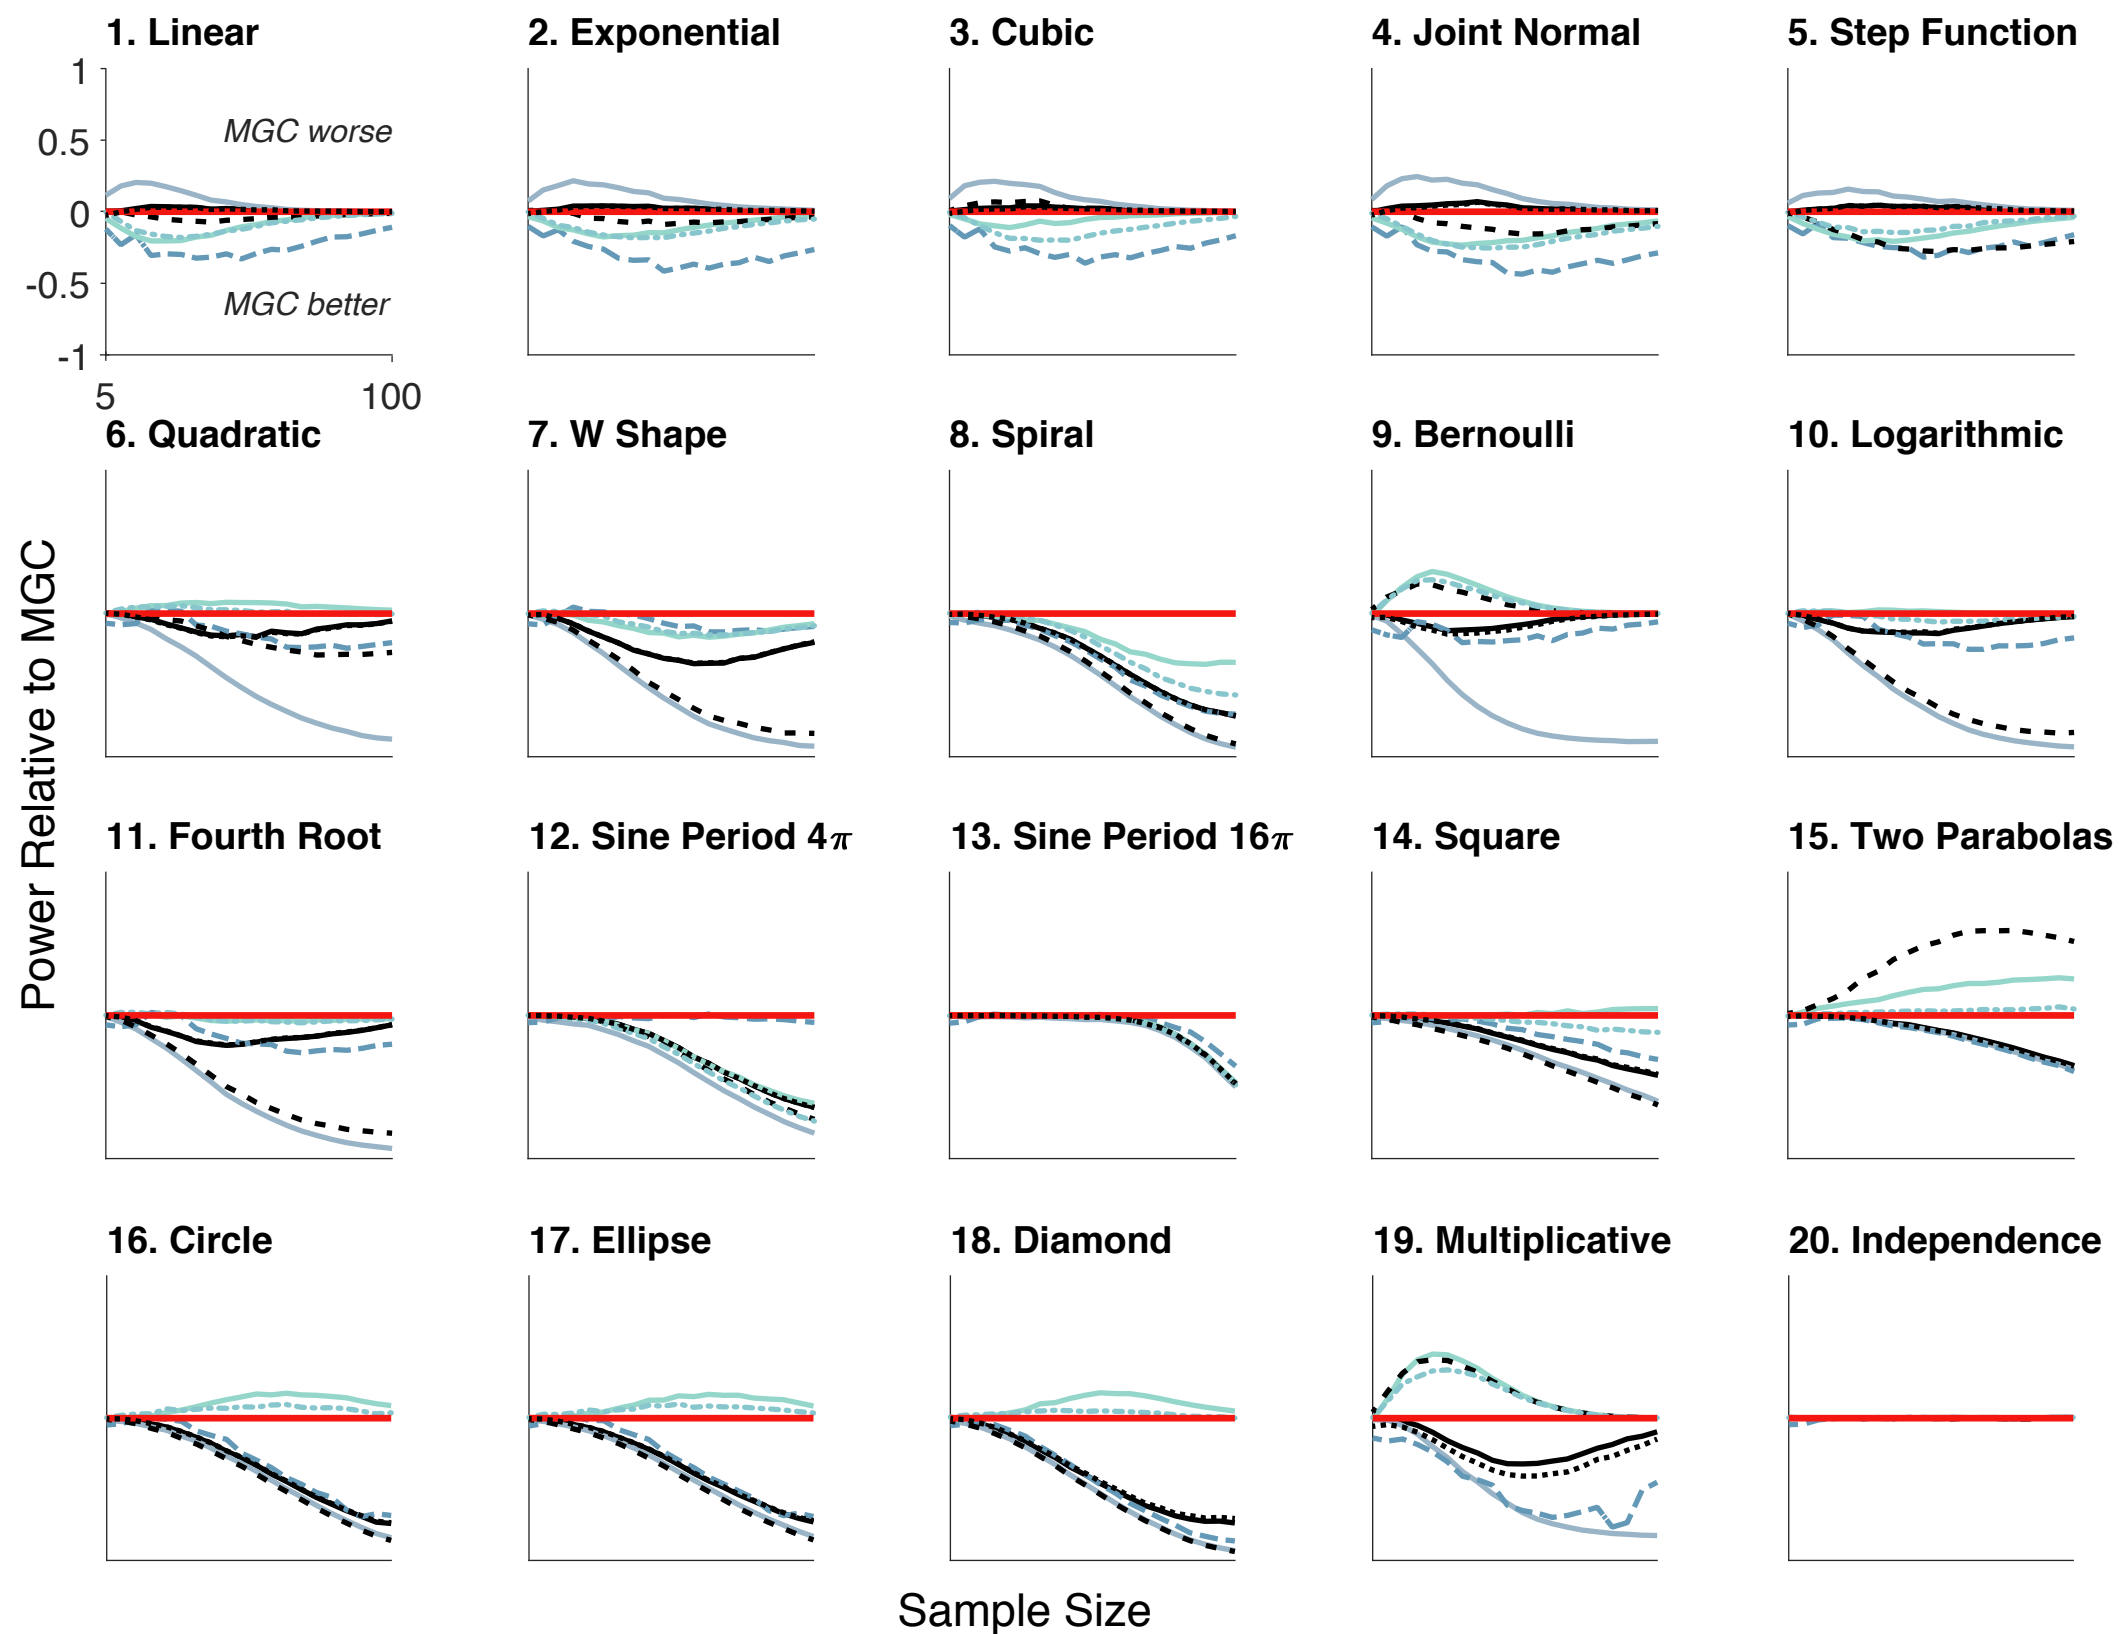 1. Linear
2. Exponential
3. Cubic
4. Joint Normal
5. Step Function
1
0.5
0
-0.5
-1
MGC worse
MGC better
5
100
6. Quadratic
7. W Shape
8. Spiral
9. Bernoulli
10. Logarithmic
Power Relative to MGC
11. Fourth Root
12. Sine Period 4π
13. Sine Period 16π
14. Square
15. Two Parabolas
16. Circle
17. Ellipse
18. Diamond
19. Multiplicative
20. Independence
Sample Size